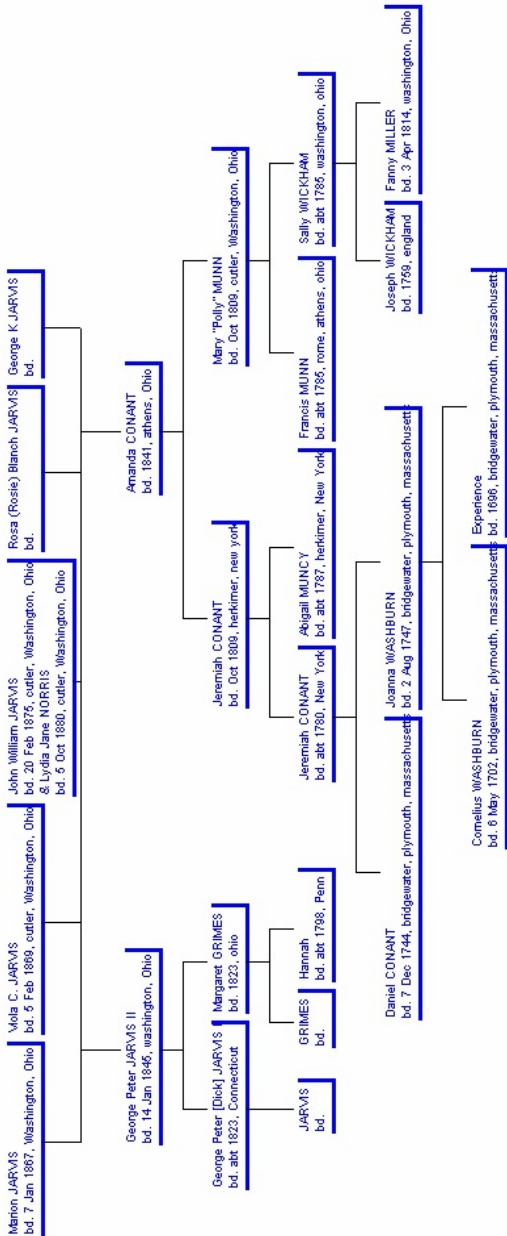 Marion JARVIS
bd. 7 Jan 1867, Washington, Ohio
Viola C. JARVIS
bd. 5 Feb 1869, cutler, Washington, Ohio
John William JARVIS
bd. 20 Feb 1875, cutler, Washington, Ohio
& Lydia Jane NORRIS
bd. 5 Oct 1880, cutler, Washington, Ohio
Rosa (Rosie) Blanch JARVIS
bd.
George K JARVIS
bd.
George Peter JARVIS II
bd. 14 Jan 1845, washington, Ohio
Amanda CONANT
bd. 1841, athens, Ohio
George Peter [Dick] JARVIS I
bd. abt 1823, Connecticut
Margaret GRIMES
bd. 1823, ohio
Jeremiah CONANT
bd. Oct 1809, herkimer, new york
Mary "Polly" MUNN
bd. Oct 1809, cutler, Washington, Ohio
JARVIS
bd.
GRIMES
bd.
Hannah
bd. abt 1798, Penn
Jeremiah CONANT
bd. abt 1780, New York
Abigail MUNCY
bd. abt 1787, herkimer, New York
Francis MUNN
bd. abt 1785, rome, athens, ohio
Sally WICKHAM
bd. abt 1785, washington, ohio
Daniel CONANT
bd. 7 Dec 1744, bridgewater, plymouth, massachusetts
Joanna WASHBURN
bd. 2 Aug 1747, bridgewater, plymouth, massachusetts
Joseph WICKHAM
bd. 1759, england
Fanny MILLER
bd. 3 Apr 1814, washington, Ohio
Cornelius WASHBURN
bd. 6 May 1702, bridgewater, plymouth, massachusetts
Experience
bd. 1696, bridgewater, plymouth, massachusetts